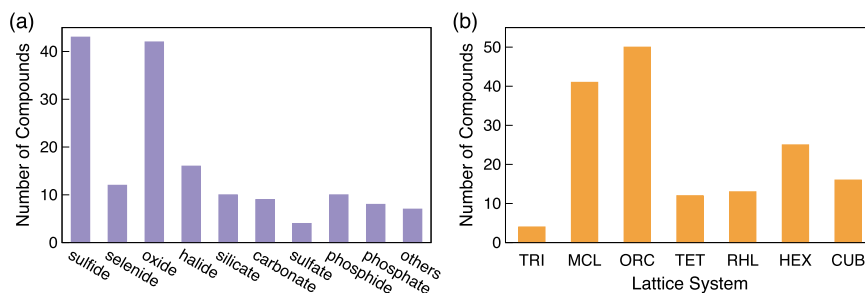 (a)
Number of Compounds
40
30
20
10
0
sulfide
selenide
oxide
halide
silicate
carbonate
sulfate
phosphide
phosphate
others
(b)
Number of Compounds
50
40
30
20
10
0
TRI MCL ORC TET RHL HEX CUB
Lattice System